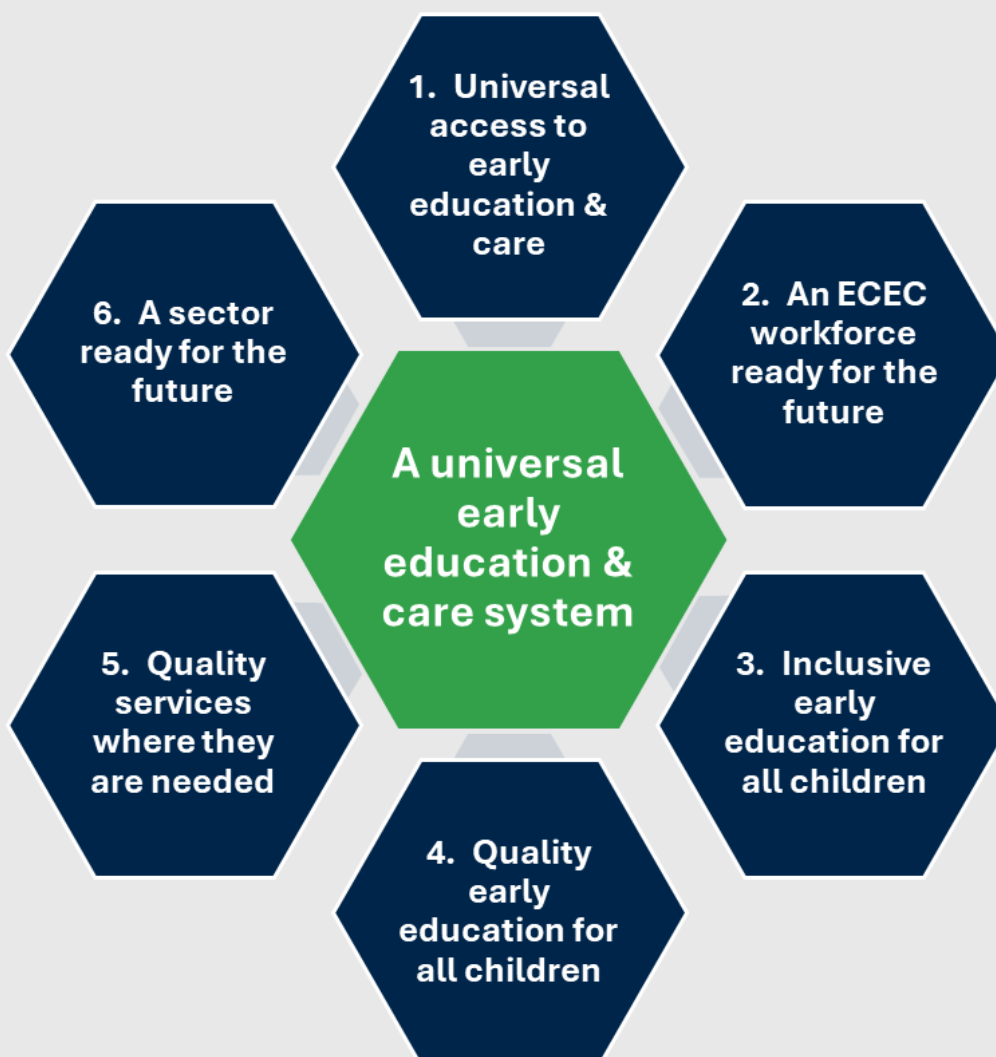 1. Universal
access to
early
education &
care
2. An ECEC
workforce
ready for the
future
3. Inclusive
early
education for
all children
4. Quality
early
education for
all children
5. Quality
services
where they
are needed
6. A sector
ready for the
future
A universal
early
education &
care system